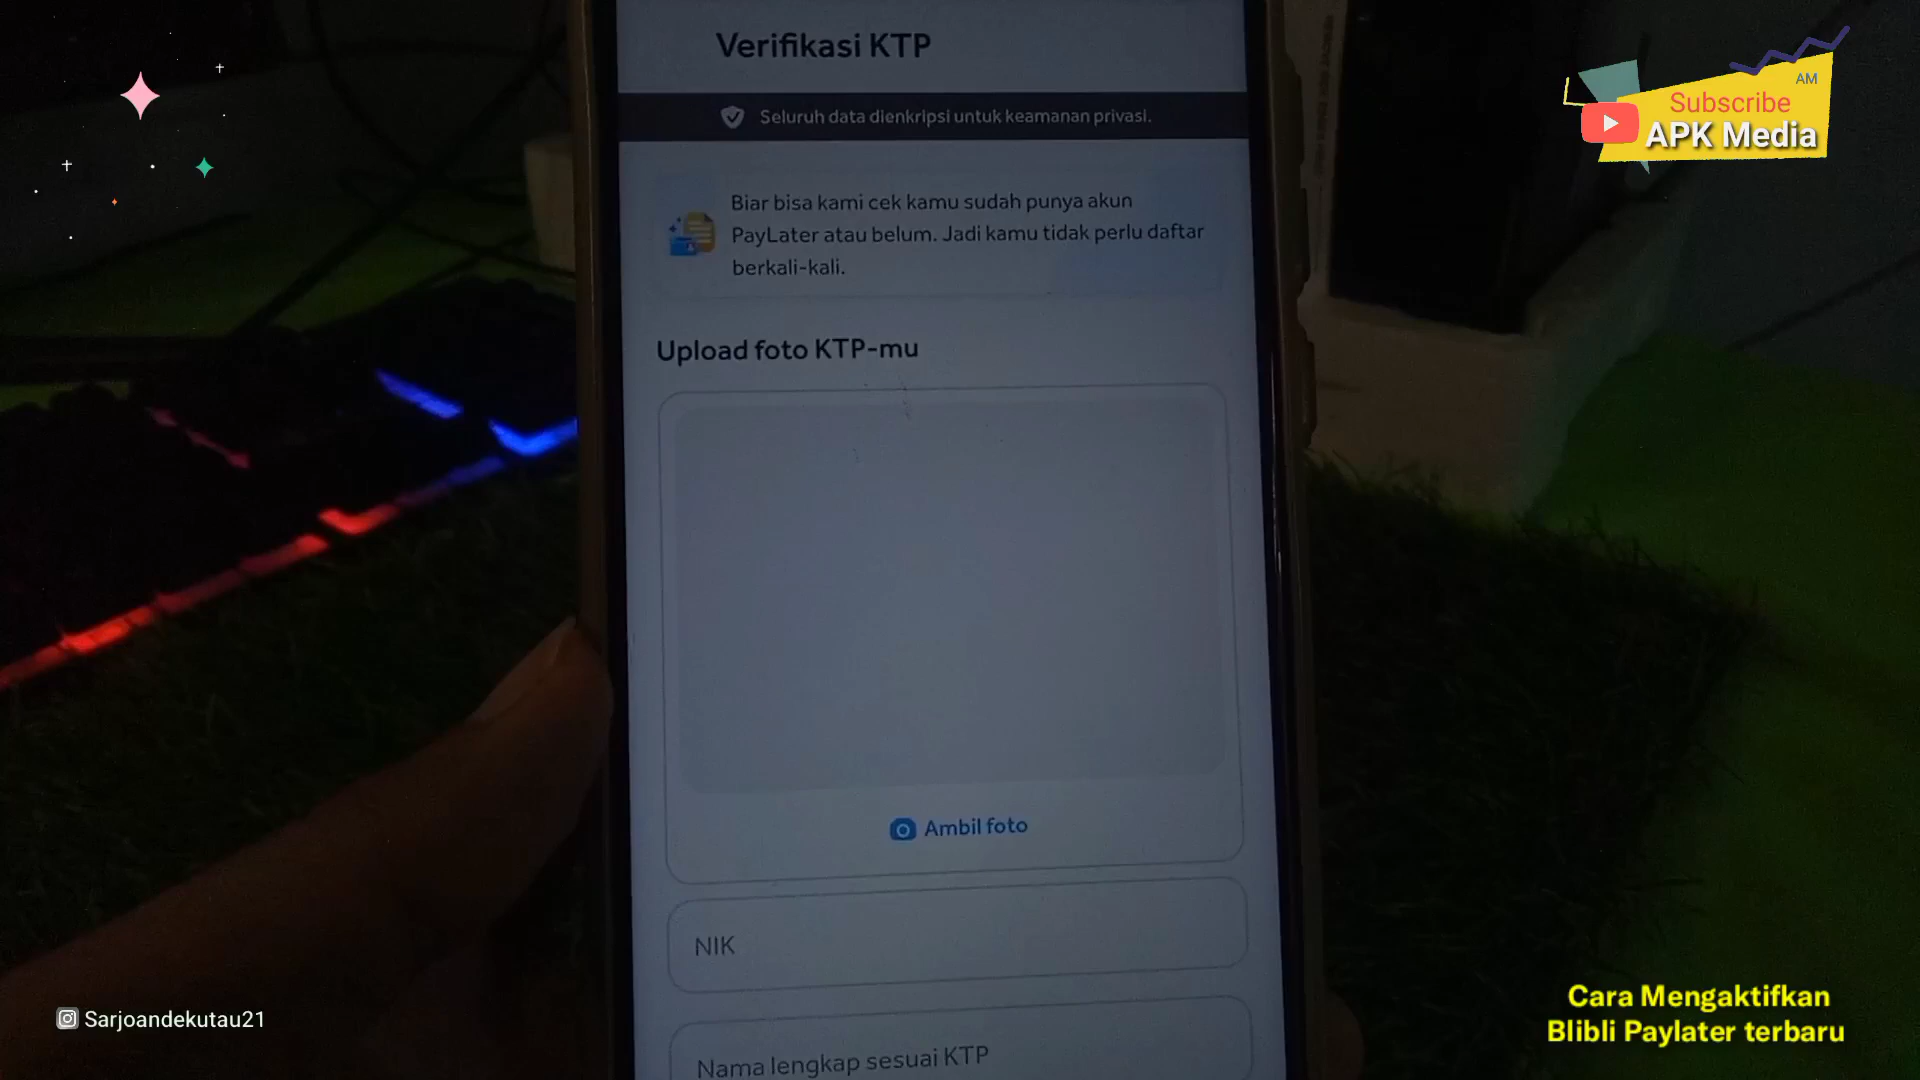 Verifikasi KTP
Seluruh data dienkripsi untuk keamanan privasi.
Biar bisa kami cek kamu sudah punya akun
PayLater atau belum. Jadi kamu tidak perlu daftar
berkali-kali.
Upload foto KTP-mu
Ambil foto
NIK
Nama lengkap sesuai KTP
AM
Subscribe
APK Media
Sarjoandekutau21
Cara Mengaktifkan
Blibli Paylater terbaru